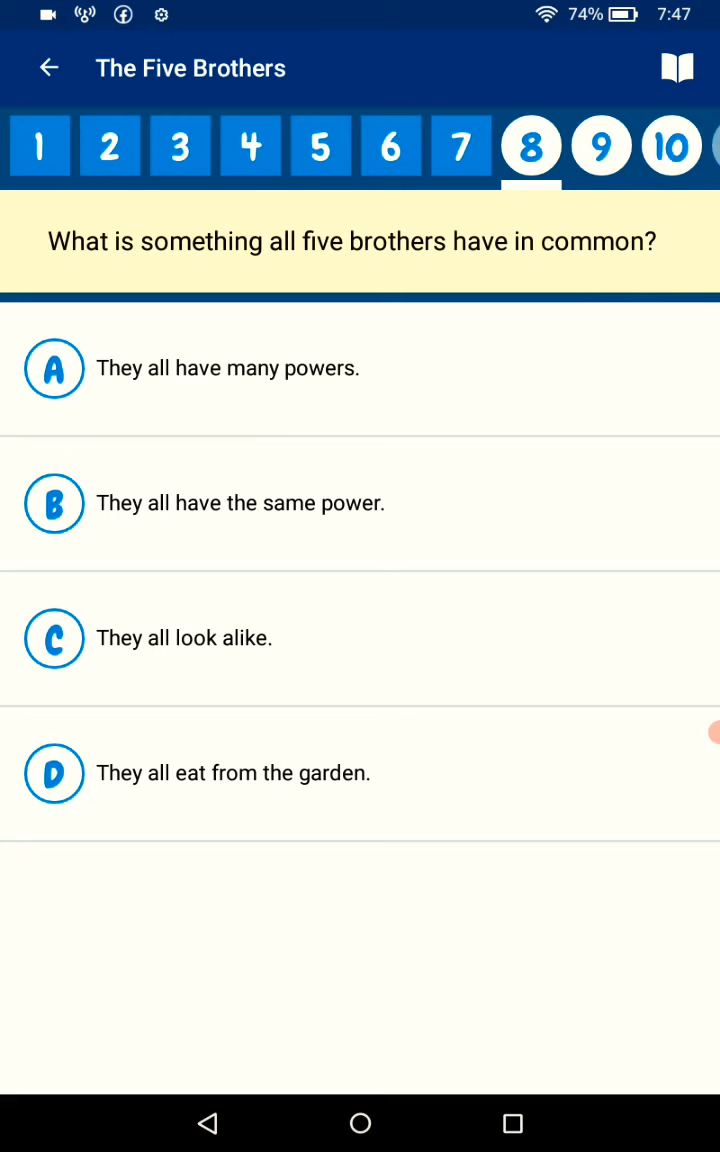 74% 7:47
The Five Brothers
1 2 3 4 5 6 7 8 9 10
What is something all five brothers have in common?
A They all have many powers.
B They all have the same power.
C They all look alike.
D They all eat from the garden.